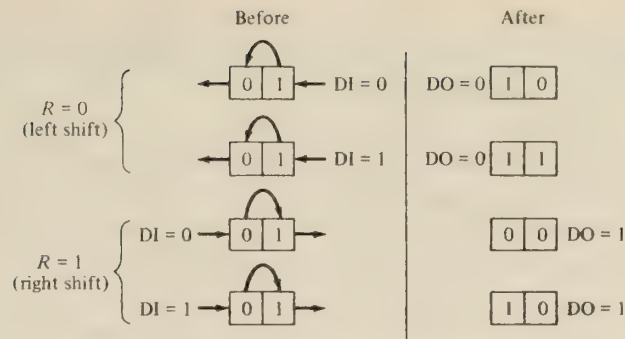 Before After
0 1 DI = 0 DO = 0 1 0
R = 0
(left shift)
0 1 DI = 1 DO = 0 1 1
DI = 0 0 1 0 0 DO = 1
R = 1
(right shift)
DI = 1 0 1 1 0 DO = 1